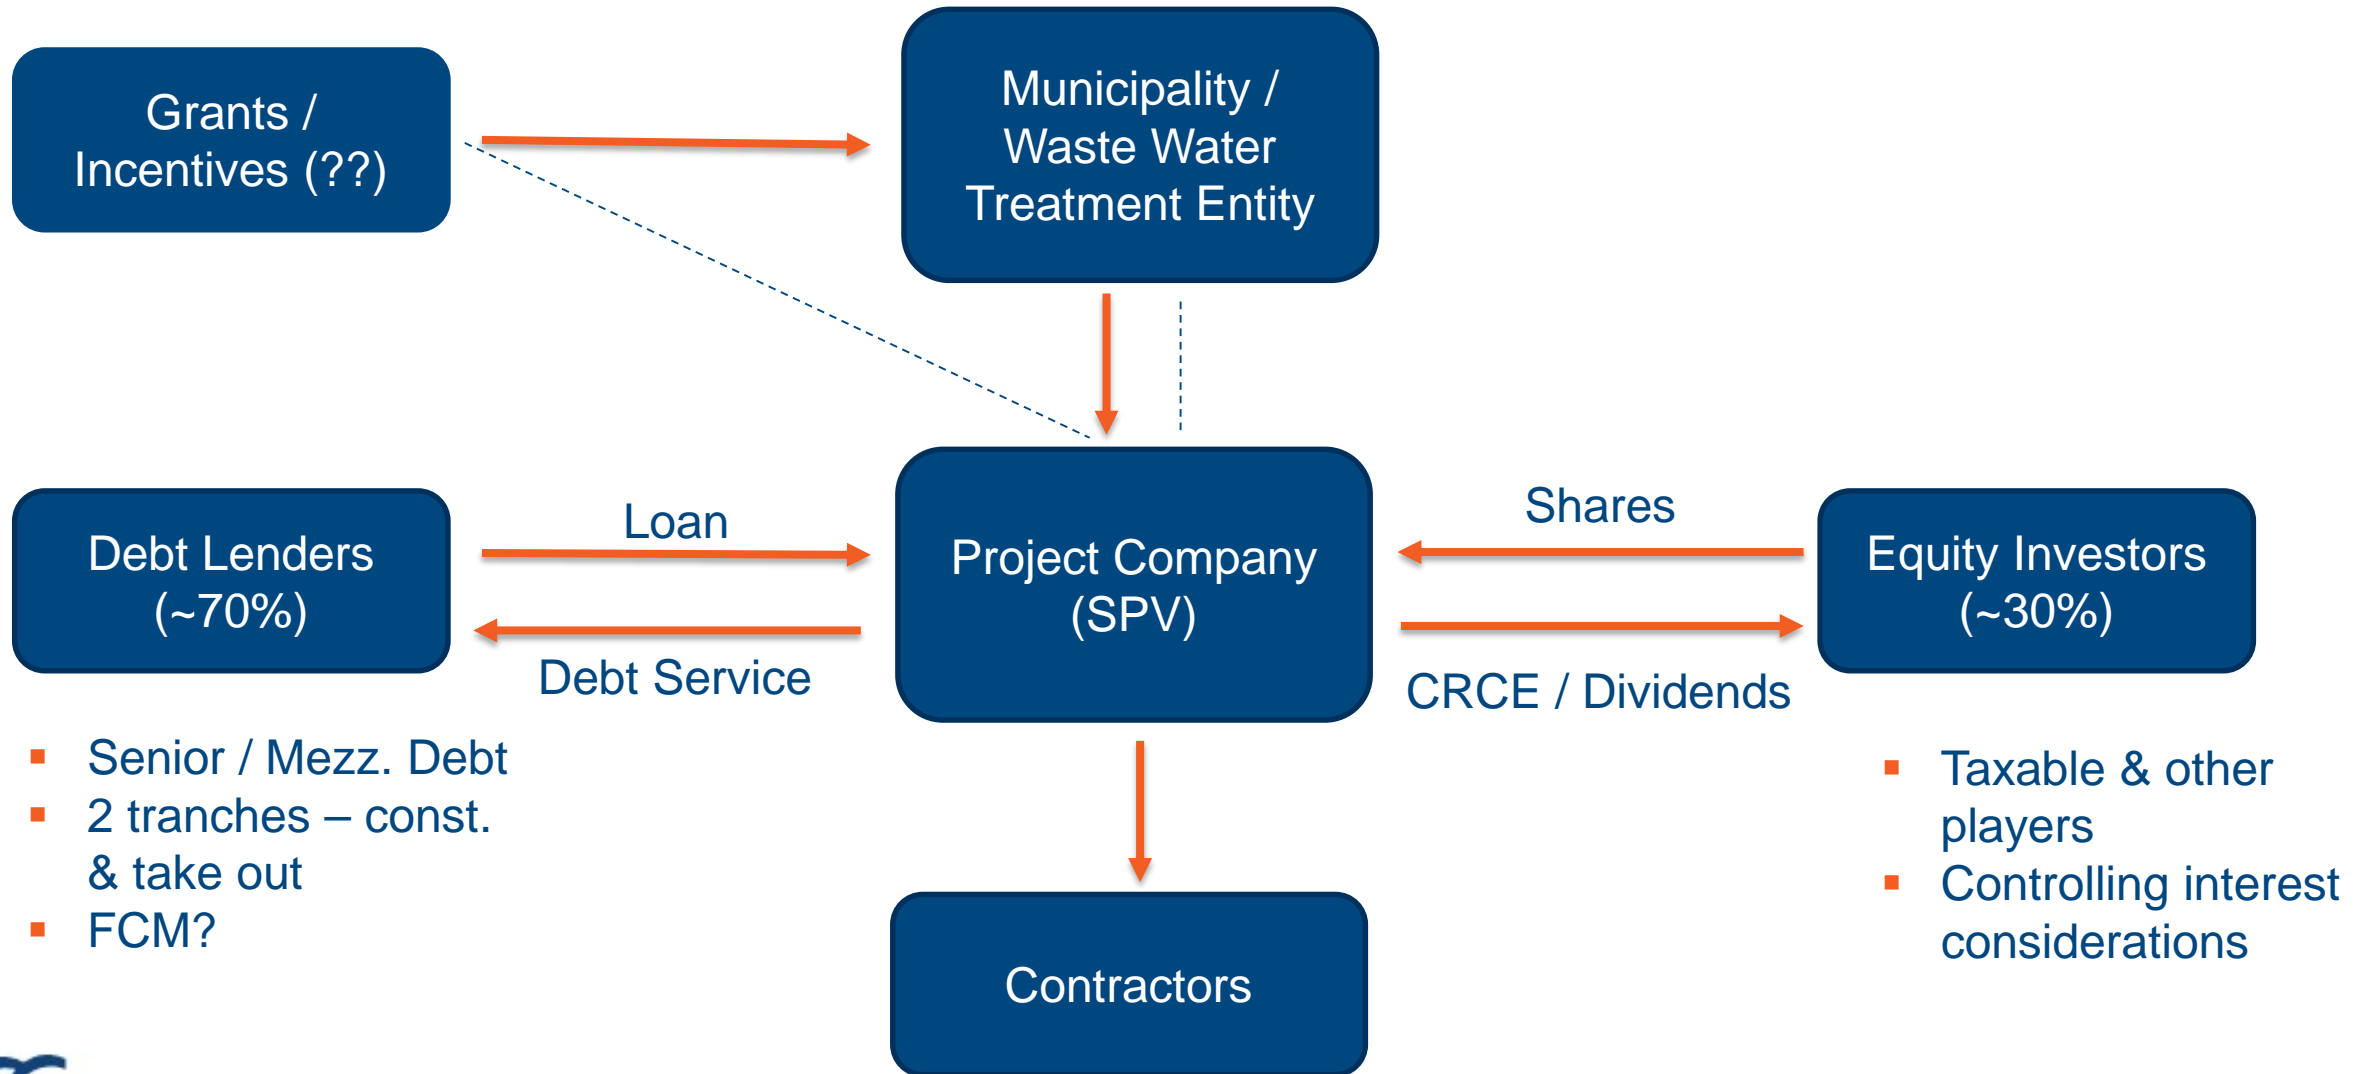 Grants /
Incentives (??)
Municipality /
Waste Water
Treatment Entity
Debt Lenders
(~70%)
Loan
Debt Service
Project Company
(SPV)
Shares
CRCE / Dividends
Equity Investors
(~30%)
▪ Senior / Mezz. Debt
▪ 2 tranches – const.
& take out
▪ FCM?
▪ Taxable & other
players
▪ Controlling interest
considerations
Contractors